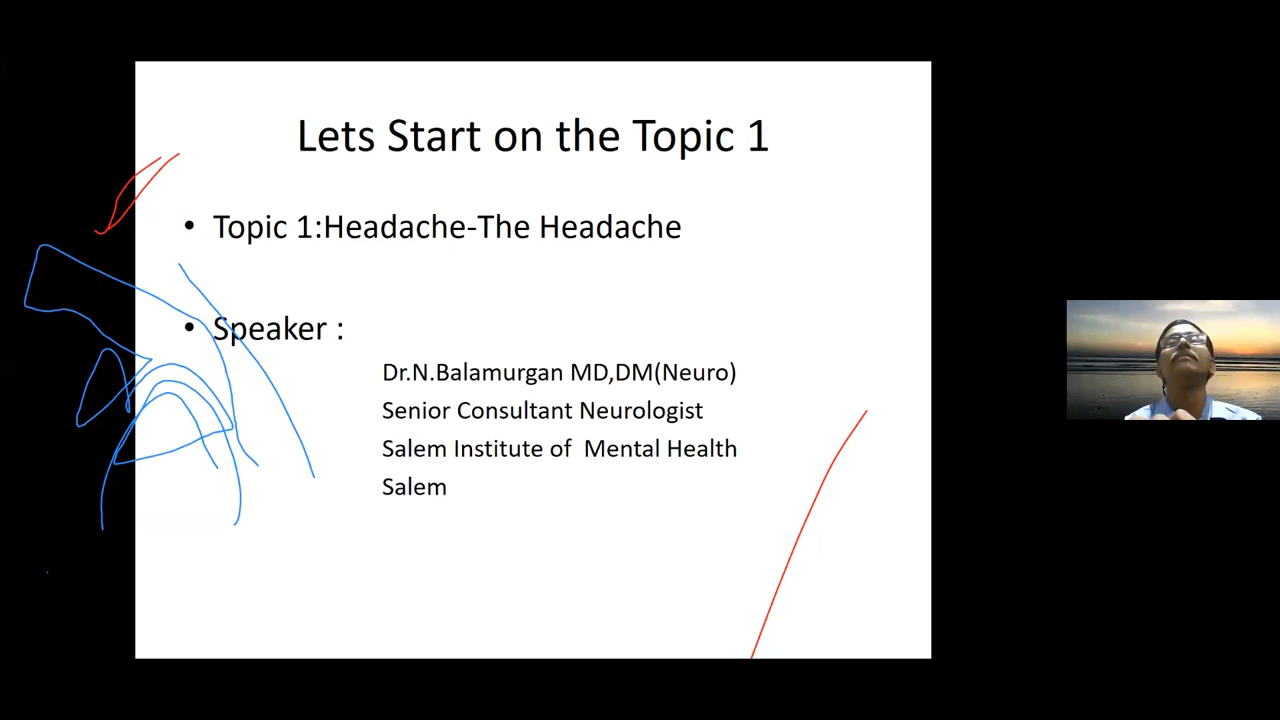 Lets Start on the Topic 1
• Topic 1:Headache-The Headache
• Speaker :
Dr.N.Balamurgan MD,DM(Neuro)
Senior Consultant Neurologist
Salem Institute of  Mental Health
Salem